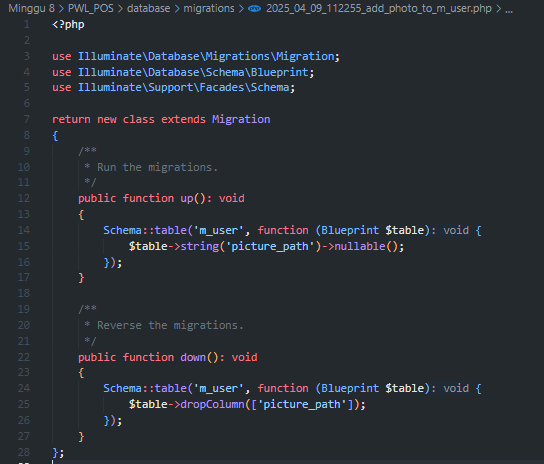 Minggu 8 > PWL_POS > database > migrations > 2025_04_09_112255_add_photo_to_m_user.php > ...
1 <?php
2
3 use Illuminate\Database\Migrations\Migration;
4 use Illuminate\Database\Schema\Blueprint;
5 use Illuminate\Support\Facades\Schema;
6
7 return new class extends Migration
8 {
9 /**
10 * Run the migrations.
11 */
12 public function up(): void
13 {
14 Schema::table('m_user', function (Blueprint $table): void {
15 $table->string('picture_path')->nullable();
16 });
17 }
18
19 /**
20 * Reverse the migrations.
21 */
22 public function down(): void
23 {
24 Schema::table('m_user', function (Blueprint $table): void {
25 $table->dropColumn(['picture_path']);
26 });
27 }
28 };